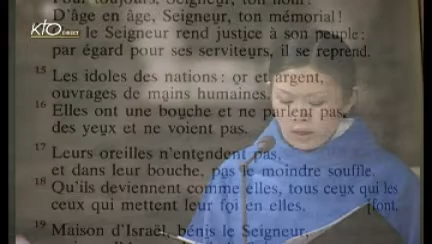 Pour toujours, Seigneur, ton nom!
D'âge en âge, Seigneur, ton mémorial!
KTO le Seigneur rend justice à son peuple:
DIRECT
par égard pour ses serviteurs, il se reprend.
15 Les idoles des nations: or et argent,
ouvrages de mains humaines.
16 Elles ont une bouche et ne parlent pas,
des yeux et ne voient pas.
17 Leurs oreilles n'entendent pas,
et dans leur bouche, pas le moindre souffle.
18 Qu'ils deviennent comme elles, tous ceux qui les
ceux qui mettent leur foi en elles. [font.
19 Maison d'Israël, bénis le Seigneur,